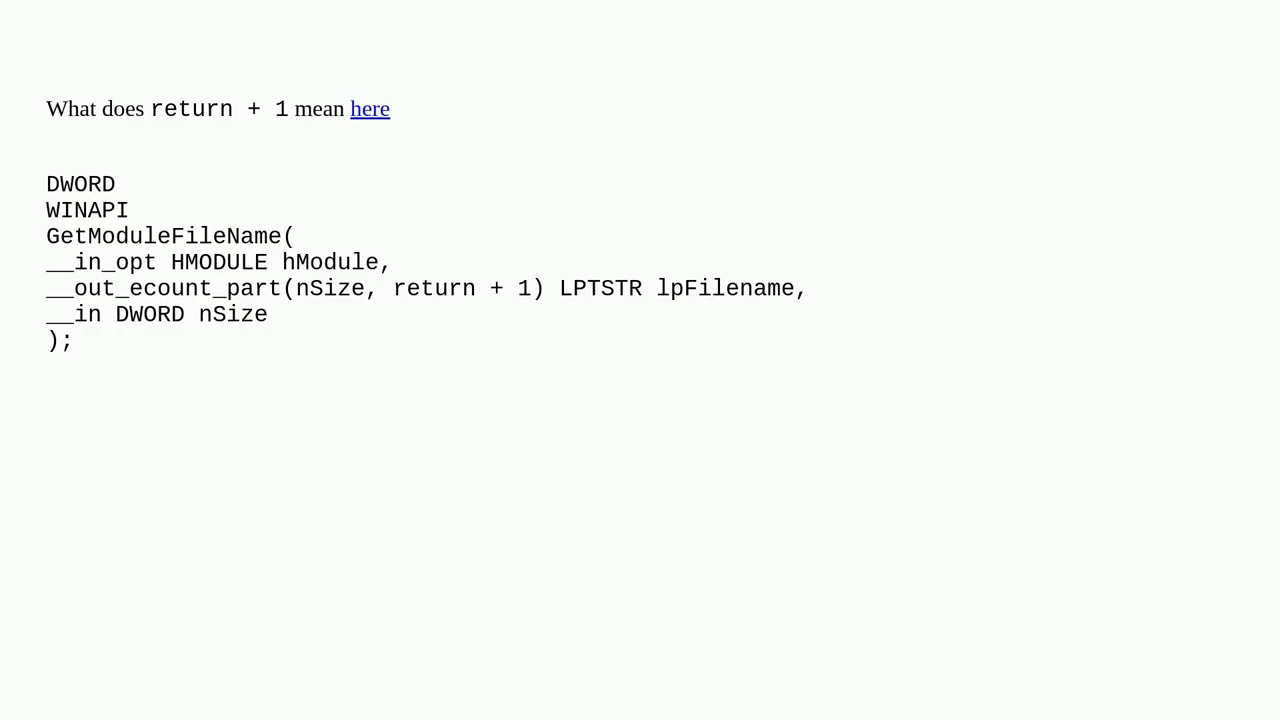 What does return + 1 mean here
DWORD
WINAPI
GetModuleFileName(
__in_opt HMODULE hModule,
__out_ecount_part(nSize, return + 1) LPTSTR lpFilename,
__in DWORD nSize
);